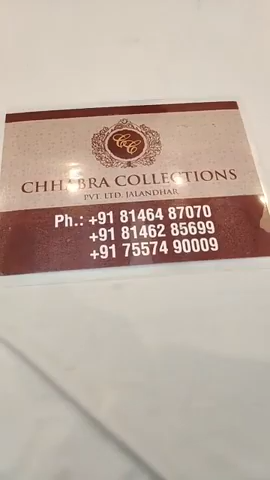 CC
CHHABRA COLLECTIONS
PVT. LTD. JALANDHAR
Ph.: +91 81464 87070
+91 81462 85699
+91 75574 90009